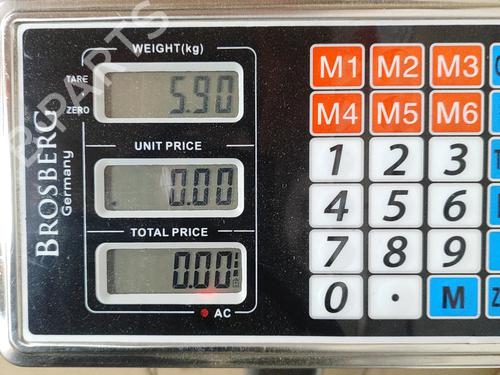 WEIGHT(kg)
TARE
ZERO
5.90
UNIT PRICE
0.00
TOTAL PRICE
0.00
AC
BROSBERG
Germany
M1 M2 M3
M4 M5 M6
1 2 3
4 5 6
7 8 9
0 . M
B-PARTS